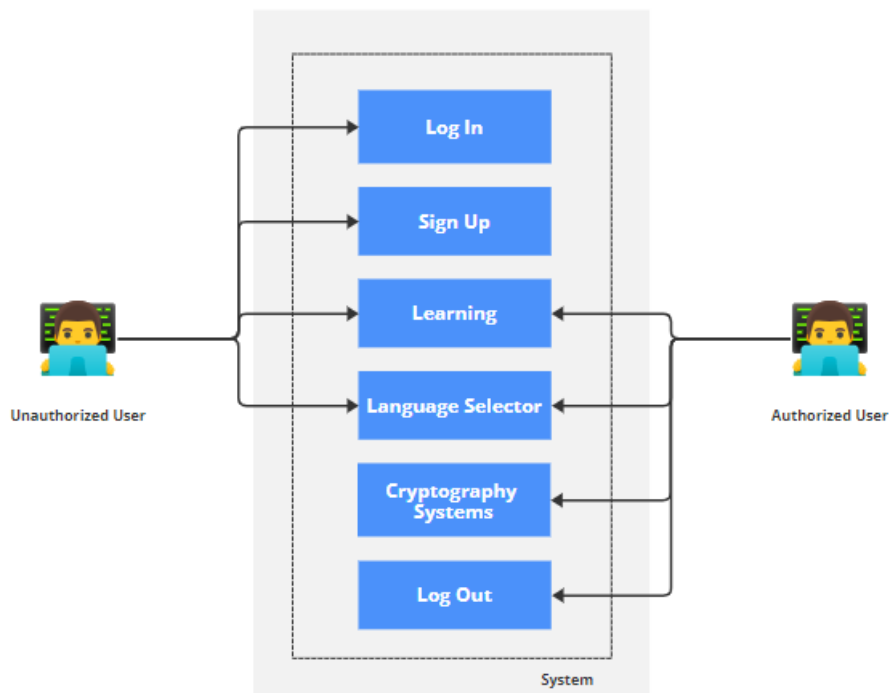 Log In
Sign Up
Learning
Language Selector
Cryptography
Systems
Log Out
Unauthorized User
Authorized User
System